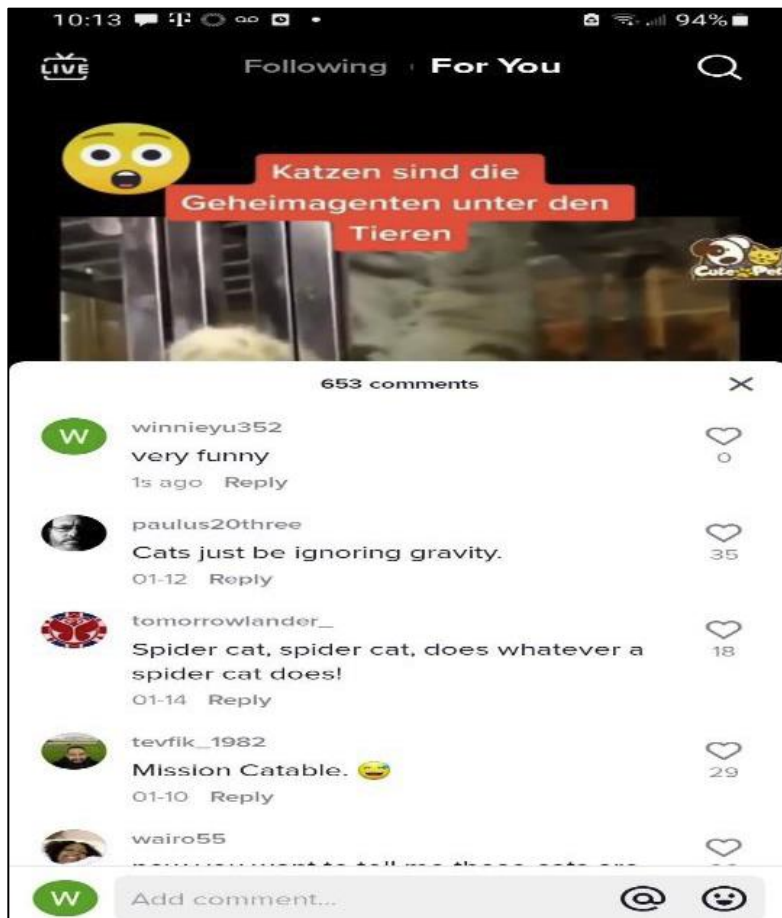 10:13 94%
LIVE Following For You
Katzen sind die
Geheimagenten unter den
Tieren
Cute Pet
653 comments
W winnieyu352
very funny
0
1s ago Reply
paulus20three
Cats just be ignoring gravity.
35
01-12 Reply
tomorrowlander_
Spider cat, spider cat, does whatever a
18
spider cat does!
01-14 Reply
tevfik_1982
Mission Catable. 😅
29
01-10 Reply
wairo55
W Add comment... @